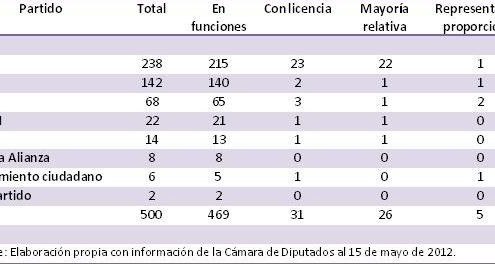 Partido Total En funciones Con licencia Mayoría relativa Represent proporcio
238 215 23 22 1
142 140 2 1 1
68 65 3 1 2
22 21 1 1 0
14 13 1 1 0
a Alianza 8 8 0 0 0
miento ciudadano 6 5 1 0 1
artido 2 2 0 0 0
500 469 31 26 5
e: Elaboración propia con información de la Cámara de Diputados al 15 de mayo de 2012.